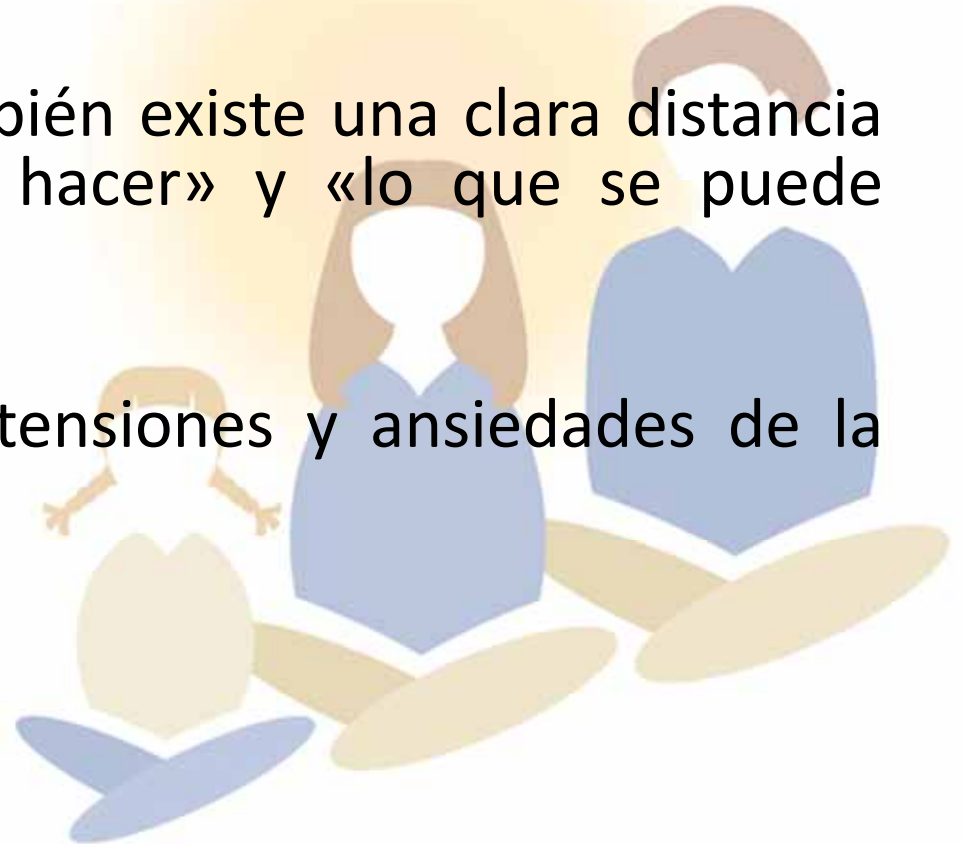 bién existe una clara distancia
hacer» y «lo que se puede
tensiones y ansiedades de la